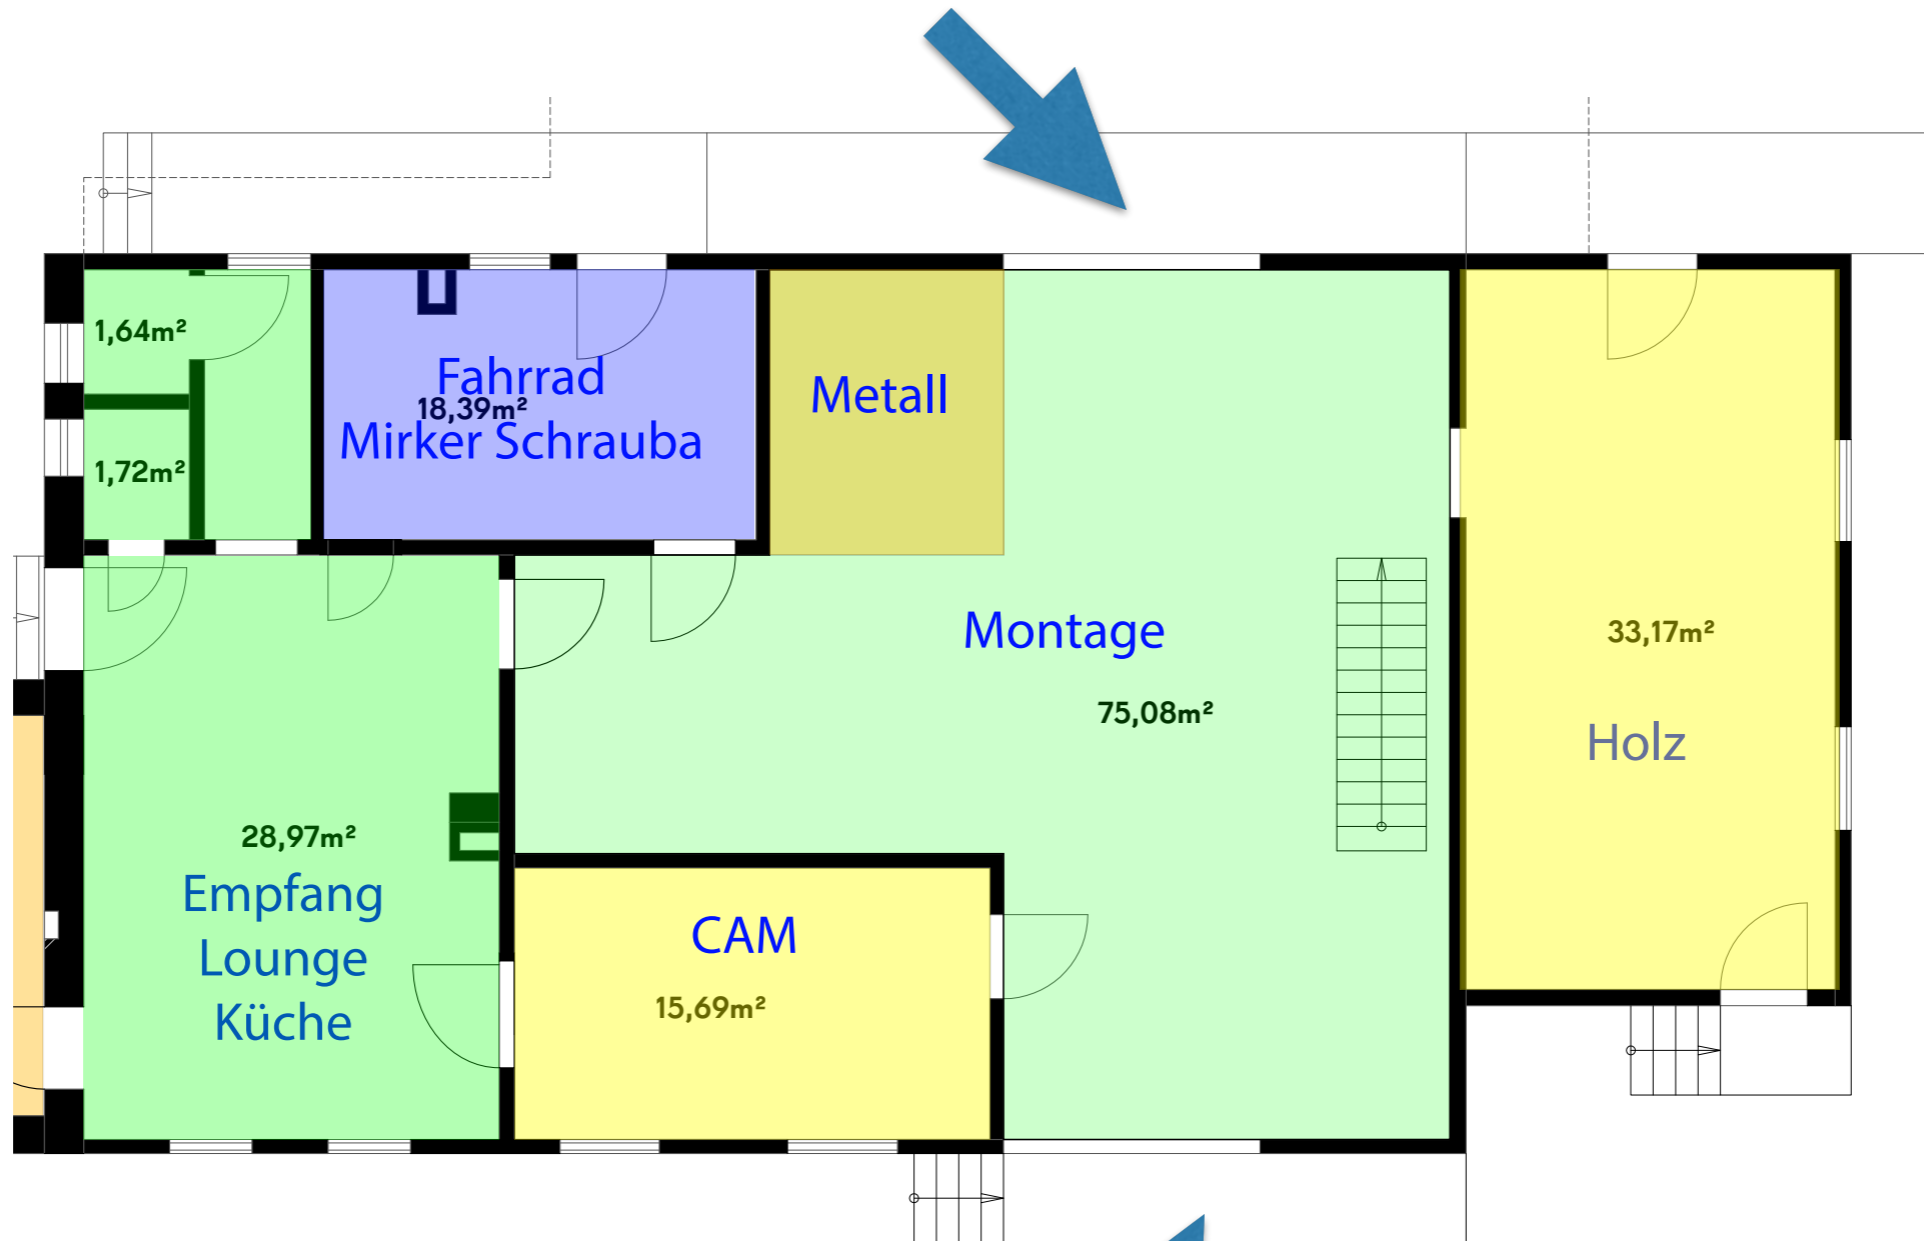 1,64m²
1,72m²
Fahrrad
18,39m²
Mirker Schrauba
Metall
Montage
75,08m²
33,17m²
Holz
28,97m²
Empfang
Lounge
Küche
CAM
15,69m²